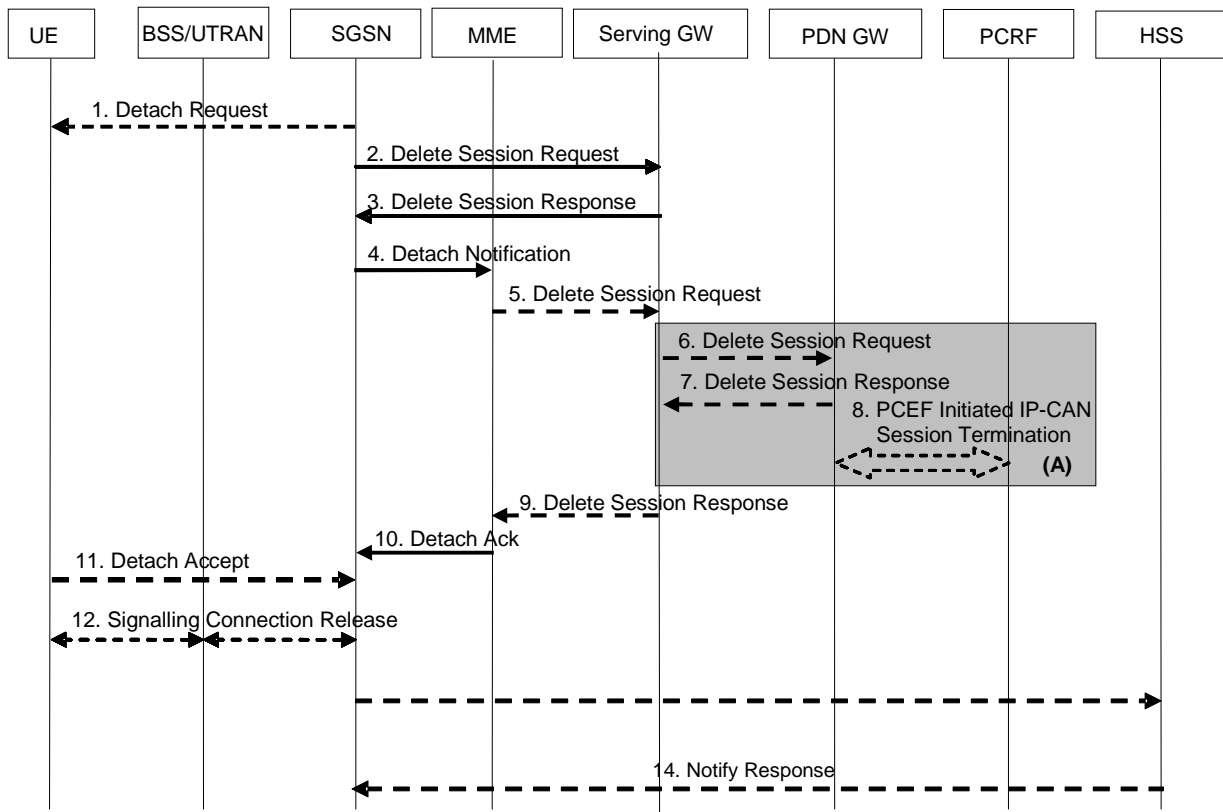 UE
BSS/UTRAN
SGSN
MME
Serving GW
PDN GW
PCRF
HSS
1. Detach Request
2. Delete Session Request
3. Delete Session Response
4. Detach Notification
5. Delete Session Request
6. Delete Session Request
7. Delete Session Response
8. PCEF Initiated IP-CAN
Session Termination
(A)
9. Delete Session Response
10. Detach Ack
11. Detach Accept
12. Signalling Connection Release
14. Notify Response